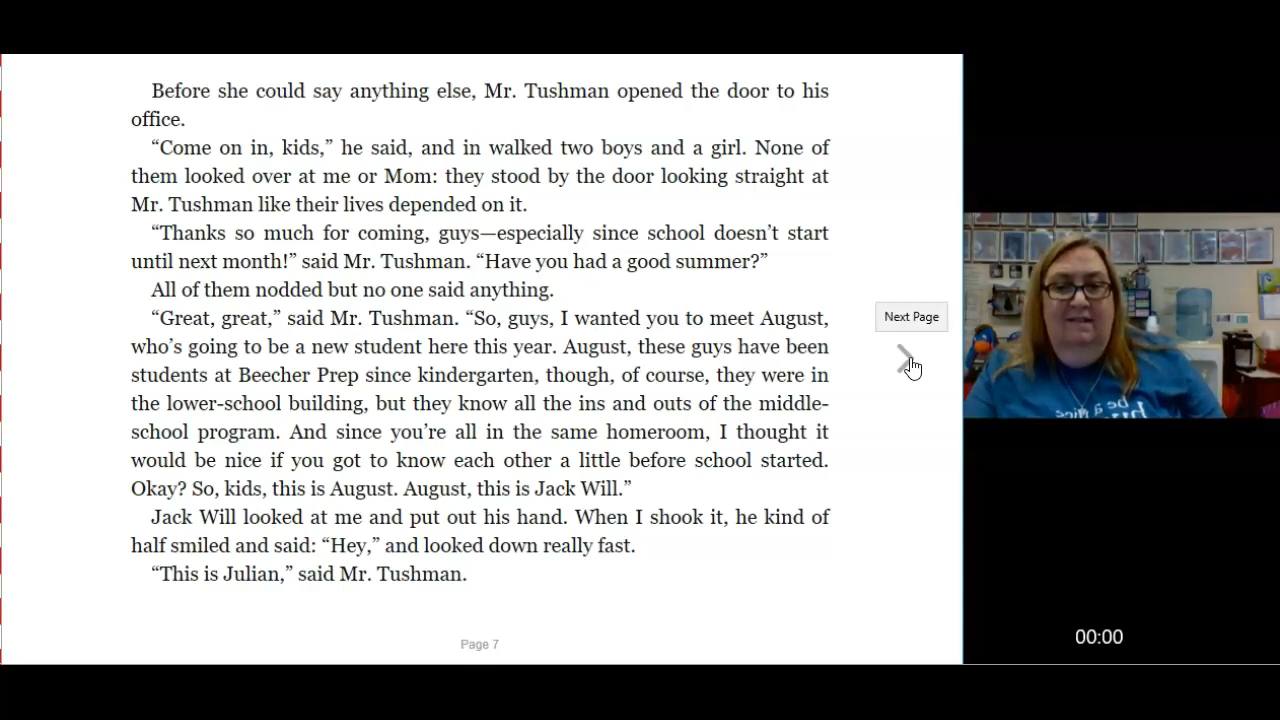 Before she could say anything else, Mr. Tushman opened the door to his
office.
“Come on in, kids,” he said, and in walked two boys and a girl. None of
them looked over at me or Mom: they stood by the door looking straight at
Mr. Tushman like their lives depended on it.
“Thanks so much for coming, guys—especially since school doesn’t start
until next month!” said Mr. Tushman. “Have you had a good summer?”
All of them nodded but no one said anything.
“Great, great,” said Mr. Tushman. “So, guys, I wanted you to meet August,
who’s going to be a new student here this year. August, these guys have been
students at Beecher Prep since kindergarten, though, of course, they were in
the lower-school building, but they know all the ins and outs of the middle-
school program. And since you’re all in the same homeroom, I thought it
would be nice if you got to know each other a little before school started.
Okay? So, kids, this is August. August, this is Jack Will.”
Jack Will looked at me and put out his hand. When I shook it, he kind of
half smiled and said: “Hey,” and looked down really fast.
“This is Julian,” said Mr. Tushman.
Page 7
Next Page
be a nice
00:00